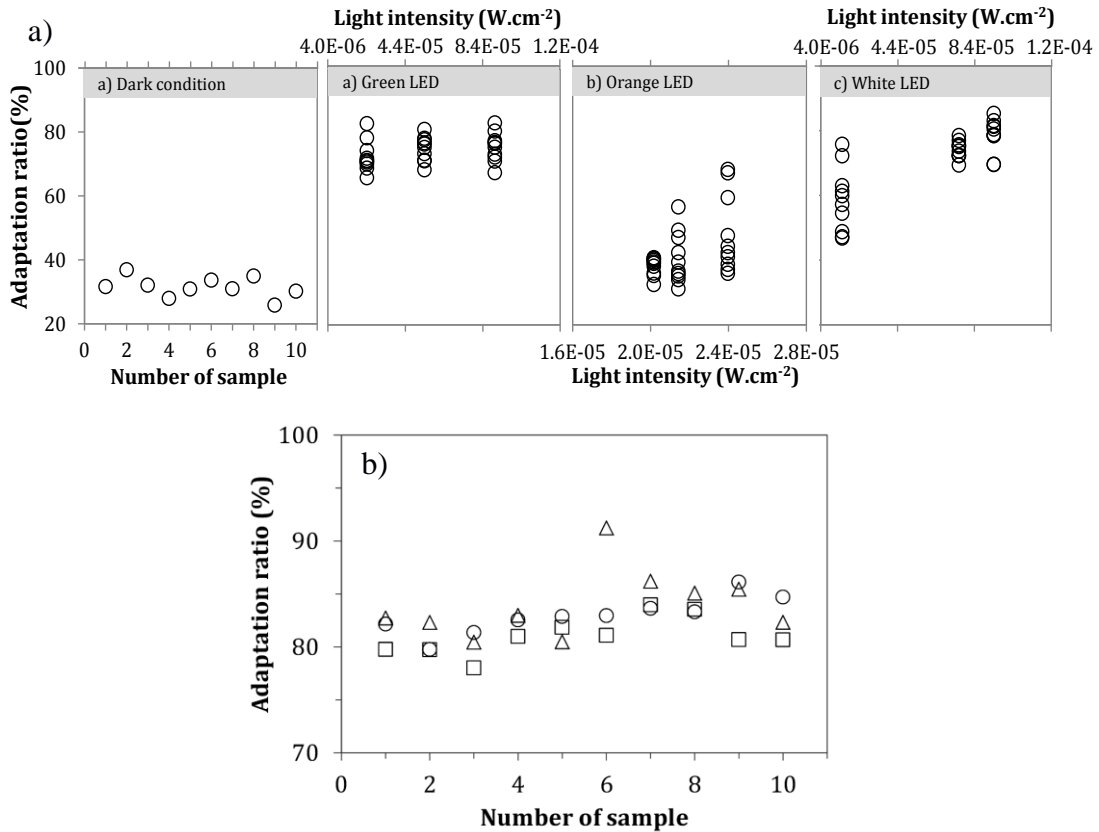 a)
Light intensity (W.cm-2)
4.0E-06 4.4E-05 8.4E-05 1.2E-04
Light intensity (W.cm-2)
4.0E-06 4.4E-05 8.4E-05 1.2E-04
100
80
60
40
20
Adaptation ratio(%)
a) Dark condition
a) Green LED
b) Orange LED
c) White LED
0 2 4 6 8 10
Number of sample
1.6E-05 2.0E-05 2.4E-05 2.8E-05
Light intensity (W.cm-2)
b)
100
90
80
70
Adaptation ratio (%)
0 2 4 6 8 10
Number of sample